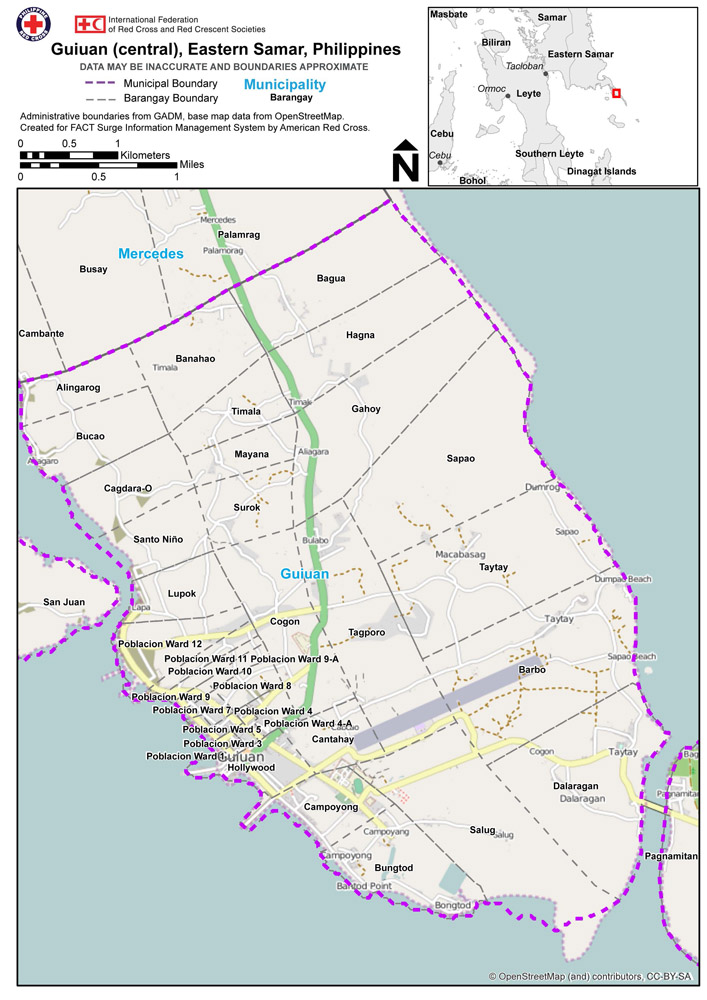 PHILIPPINE
RED CROSS
International Federation
of Red Cross and Red Crescent Societies
Guiuan (central), Eastern Samar, Philippines
DATA MAY BE INACCURATE AND BOUNDARIES APPROXIMATE
Municipal Boundary
Municipality
Barangay Boundary
Barangay
Administrative boundaries from GADM, base map data from OpenStreetMap.
Created for FACT Surge Information Management System by American Red Cross.
0 0.5 1
Kilometers
Miles
0 0.5 1
N
Masbate
Samar
Biliran
Eastern Samar
Tacloban
Ormoc
Leyte
Cebu
Cebu
Southern Leyte
Dinagat Islands
Bohol
Mercedes
Palamrag
Mercedes
Palamorag
Busay
Bagua
Cambante
Hagna
Banahao
Timala
Alingarog
Timala
Timala
Gahoy
Bucao
Aliagara
Mayana
Sapao
Cagdara-O
Dumrog
Surok
Sapao
Santo Niño
Bulabo
Macabasag
Taytay
Guiuan
Dumpao Beach
Lupok
San Juan
Lapa
Cogon
Taytay
Tagporo
Poblacion Ward 12
Poblacion Ward 11
Poblacion Ward 9-A
Sapao Beach
Poblacion Ward 10
Barbo
Poblacion Ward 8
Poblacion Ward 9
Poblacion Ward 7
Poblacion Ward 4
Poblacion Ward 4-A
Poblacion Ward 5
Cantahay
Poblacion Ward 3
Cogon
Taytay
Poblacion Ward 1
Guiuan
Hollywood
Dalaragan
Dalaragan
Pagnamitan
Campoyong
Salug
Salug
Campoyang
Campoyong
Pagnamitan
Bungtod
Bantod Point
Bongtod
© OpenStreetMap (and) contributors, CC-BY-SA